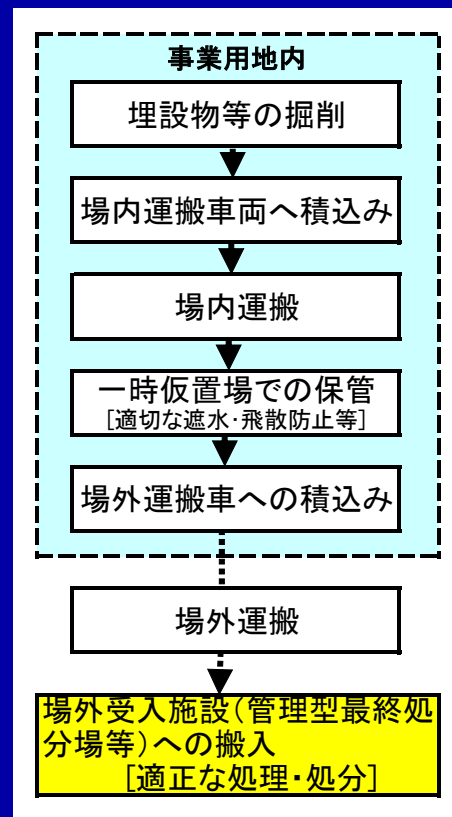 事業用地内
埋設物等の掘削
場内運搬車両へ積込み
場内運搬
一時仮置場での保管
[適切な遮水・飛散防止等]
場外運搬車への積込み
場外運搬
場外受入施設(管理型最終処
分場等)への搬入
[適正な処理・処分]